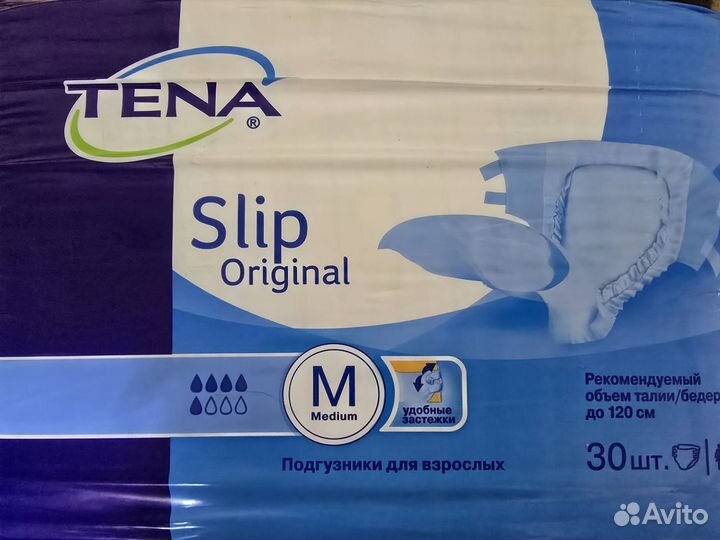 TENA®
Slip
Original
M
Medium
удобные
застежки
Рекомендуемый
объем талии/бедер
до 120 см
Подгузники для взрослых
30 шт.
Avito